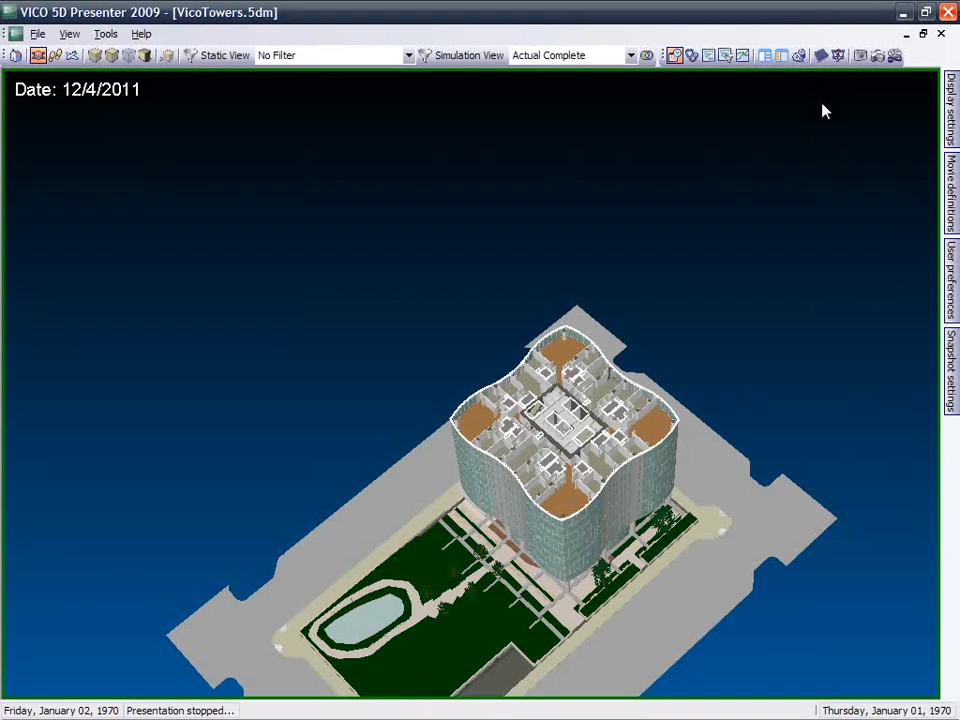 VICO 5D Presenter 2009 - [VicoTowers.5dm]
File View Tools Help
Static View No Filter Simulation View Actual Complete
Date: 12/4/2011
Display settings
Movie definitions
User preferences
Snapshot settings
Friday, January 02, 1970 Presentation stopped... Thursday, January 01, 1970